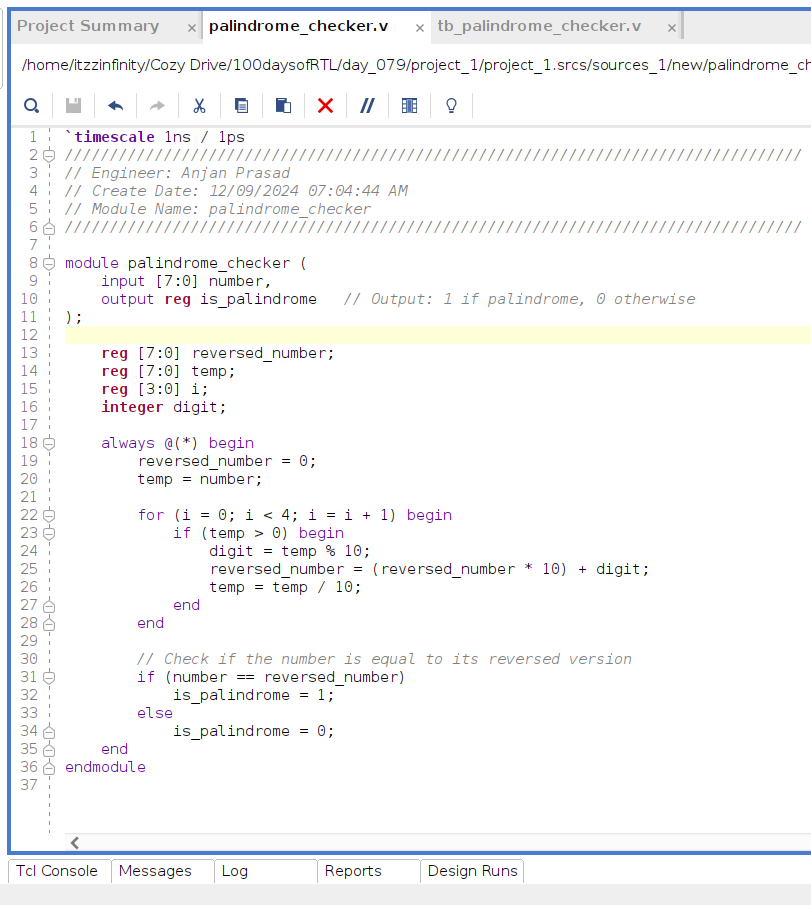 Project Summary × palindrome_checker.v × tb_palindrome_checker.v ×
/home/itzzinfinity/Cozy Drive/100daysofRTL/day_079/project_1/project_1.srcs/sources_1/new/palindrome_ch
1 `timescale 1ns / 1ps
2 //////////////////////////////////////////////////////////////////////////////////
3 // Engineer: Anjan Prasad
4 // Create Date: 12/09/2024 07:04:44 AM
5 // Module Name: palindrome_checker
6 //////////////////////////////////////////////////////////////////////////////////
7
8 module palindrome_checker (
9     input [7:0] number,
10     output reg is_palindrome   // Output: 1 if palindrome, 0 otherwise
11 );
12
13     reg [7:0] reversed_number;
14     reg [7:0] temp;
15     reg [3:0] i;
16     integer digit;
17
18     always @(*) begin
19         reversed_number = 0;
20         temp = number;
21
22         for (i = 0; i < 4; i = i + 1) begin
23             if (temp > 0) begin
24                 digit = temp % 10;
25                 reversed_number = (reversed_number * 10) + digit;
26                 temp = temp / 10;
27             end
28         end
29
30         // Check if the number is equal to its reversed version
31         if (number == reversed_number)
32             is_palindrome = 1;
33         else
34             is_palindrome = 0;
35     end
36 endmodule
37
Tcl Console Messages Log Reports Design Runs